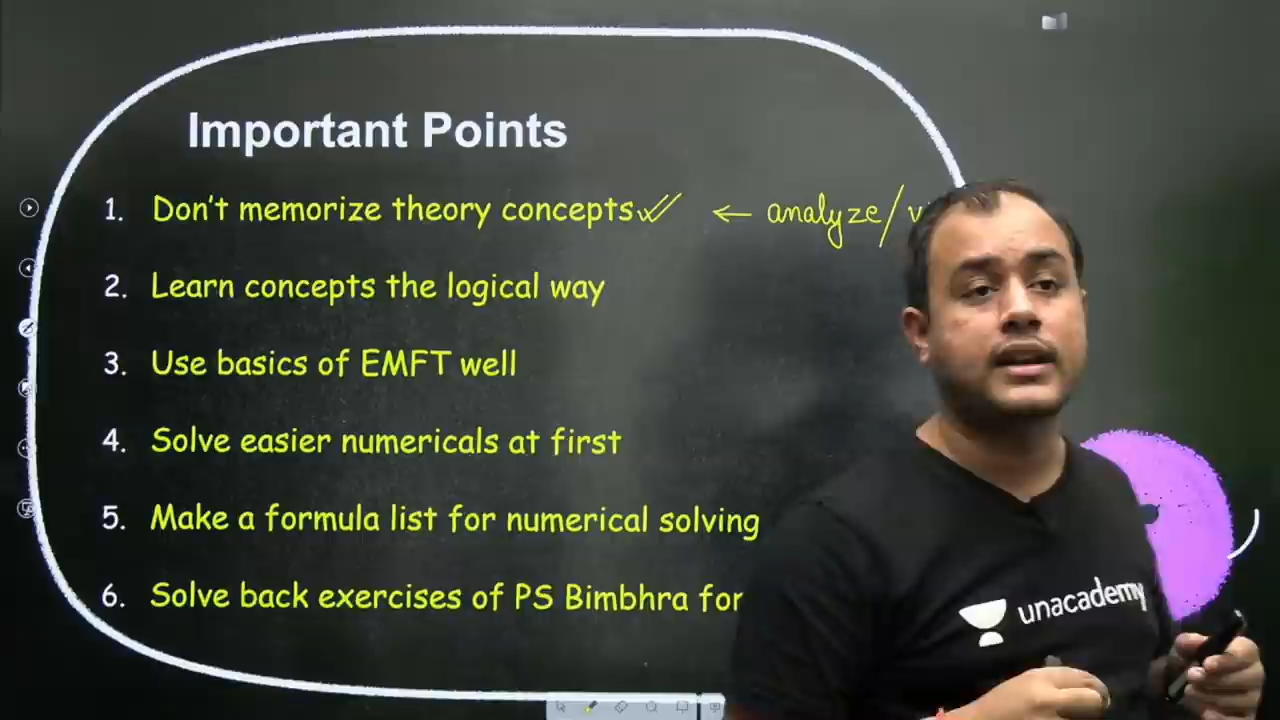 Important Points
1. Don't memorize theory concepts ← analyze/
2. Learn concepts the logical way
3. Use basics of EMFT well
4. Solve easier numericals at first
5. Make a formula list for numerical solving
6. Solve back exercises of PS Bimbhra for
unacademy